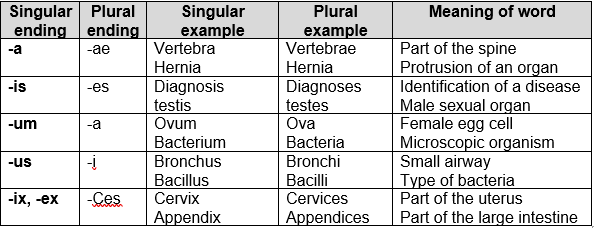 Singular ending Plural ending Singular example Plural example Meaning of word
-a -ae Vertebra Vertebrae Part of the spine
Hernia Hernia Protrusion of an organ
-is -es Diagnosis Diagnoses Identification of a disease
testis testes Male sexual organ
-um -a Ovum Ova Female egg cell
Bacterium Bacteria Microscopic organism
-us -i Bronchus Bronchi Small airway
Bacillus Bacilli Type of bacteria
-ix, -ex -Ces Cervix Cervices Part of the uterus
Appendix Appendices Part of the large intestine